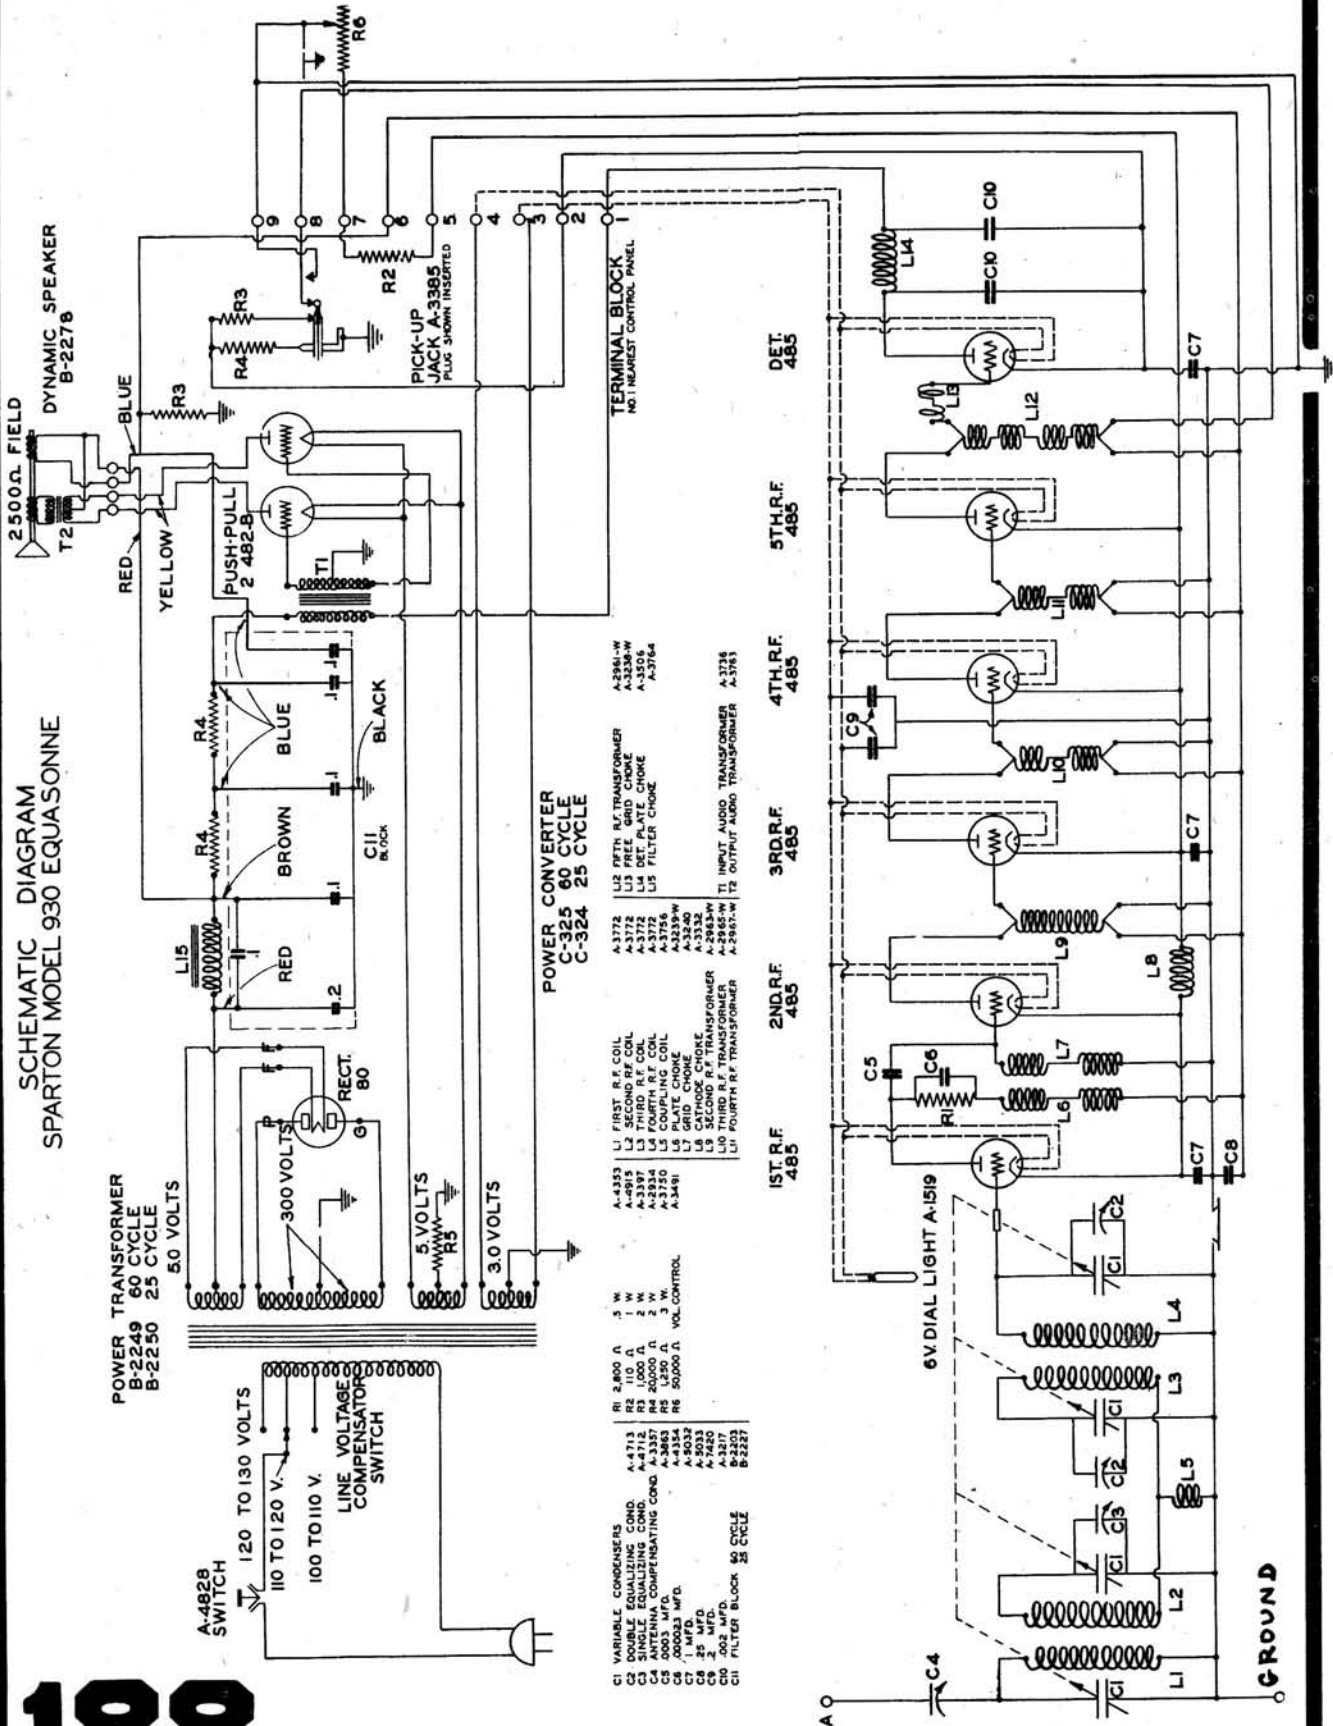 100
SCHEMATIC DIAGRAM
SPARTON MODEL 930 EQUASONNE
2500Ω FIELD
DYNAMIC SPEAKER
B-2278
T2
RED
YELLOW
BLUE
R3
PUSH-PULL
2 482-B
T1
R4
R3
PICK-UP
JACK A-3385
PLUG SHOWN INSERTED
R2
R6
9
8
7
6
5
4
3
2
1
TERMINAL BLOCK
NO. 1 NEAREST CONTROL PANEL
POWER TRANSFORMER
B-2249 60 CYCLE
B-2250 25 CYCLE
5.0 VOLTS
300 VOLTS
5. VOLTS
R5
3.0 VOLTS
P
F
F
G
RECT.
80
L15
R4
R4
RED
BROWN
BLUE
BLACK
.2
.1
.1
.1
.1
.1
C11
BLOCK
POWER CONVERTER
C-325 60 CYCLE
C-324 25 CYCLE
A-4828
SWITCH
120 TO 130 VOLTS
110 TO 120 V.
100 TO 110 V.
LINE VOLTAGE
COMPENSATOR
SWITCH
C1 VARIABLE CONDENSERS
C2 DOUBLE EQUALIZING COND. A-4713
C3 SINGLE EQUALIZING COND. A-4712
C4 ANTENNA COMPENSATING COND. A-3357
C5 .0003 MFD. A-3863
C6 .000023 MFD. A-4354
C7 .1 MFD. A-5032
C8 .25 MFD. A-5033
C9 .2 MFD. A-7420
C10 .002 MFD. A-3217
C11 FILTER BLOCK 60 CYCLE B-2203
25 CYCLE B-2227
R1 2,800 Ω .5 W. A-4353
R2 110 Ω 1 W A-4915
R3 1,000 Ω 2 W. A-3397
R4 20,000 Ω 2 W A-2934
R5 1,250 Ω 3 W. A-3750
R6 50,000 Ω VOL. CONTROL A-3491
L1 FIRST R.F. COIL A-3772
L2 SECOND R.F. COIL A-3772
L3 THIRD R.F. COIL A-3772
L4 FOURTH R.F. COIL A-3772
L5 COUPLING COIL A-3756
L6 PLATE CHOKE A-3239-W
L7 GRID CHOKE A-3240
L8 CATHODE CHOKE A-3332
L9 SECOND R.F. TRANSFORMER A-2963-W
L10 THIRD R.F. TRANSFORMER A-2965-W
L11 FOURTH R.F. TRANSFORMER A-2967-W
L12 FIFTH R.F. TRANSFORMER A-2961-W
L13 FREE GRID CHOKE A-3238-W
L14 DET. PLATE CHOKE A-3506
L15 FILTER CHOKE A-3764
T1 INPUT AUDIO TRANSFORMER A-3736
T2 OUTPUT AUDIO TRANSFORMER A-3763
1ST. R.F.
485
2ND. R.F.
485
3RD. R.F.
485
4TH. R.F.
485
5TH. R.F.
485
DET.
485
6V. DIAL LIGHT A-1519
C5
C6
R1
L6
L7
C7
C8
L8
L9
C7
C9
L10
L11
L12
L13
C7
L14
C10
C10
A
C4
C1
L1
L2
C1
C3
L5
C2
C1
L3
L4
C1
C2
GROUND